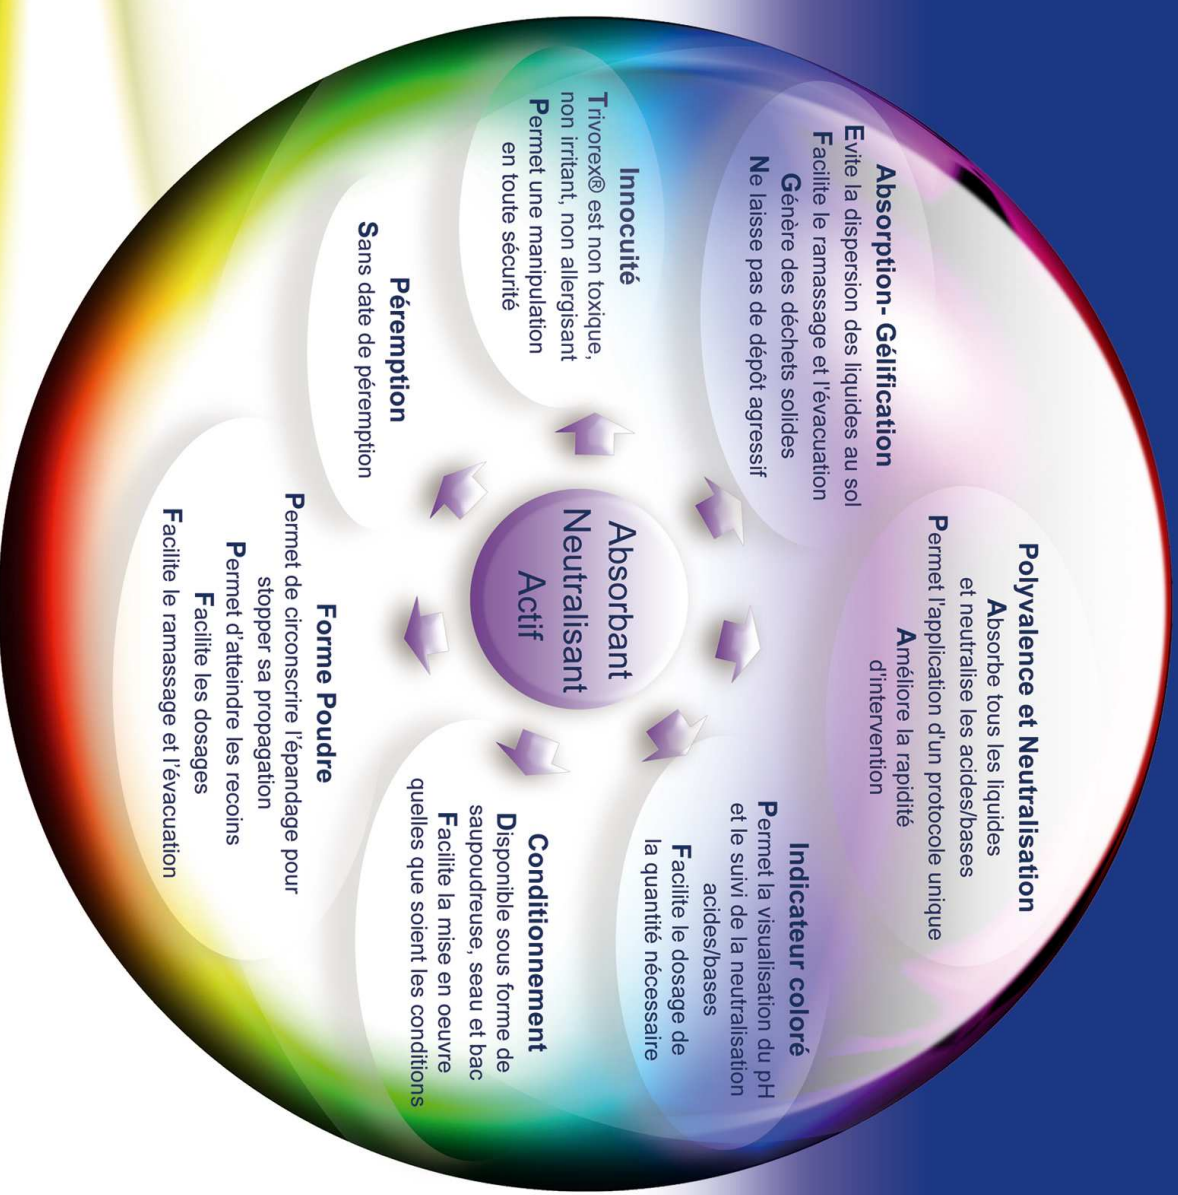 Polyvalence et Neutralisation
Absorbe tous les liquides
et neutralise les acides/bases
Permet l'application d'un protocole unique
Améliore la rapidité
d'intervention
Absorption- Gélification
Evite la dispersion des liquides au sol
Facilite le ramassage et l'évacuation
Génère des déchets solides
Ne laisse pas de dépôt agressif
Indicateur coloré
Permet la visualisation du pH
et le suivi de la neutralisation
acides/bases
Facilite le dosage de
la quantité nécessaire
Innocuité
Trivorex® est non toxique,
non irritant, non allergisant
Permet une manipulation
en toute sécurité
Absorbant
Neutralisant
Actif
Conditionnement
Disponible sous forme de
saupoudreuse, seau et bac
Facilite la mise en oeuvre
quelles que soient les conditions
Péremption
Sans date de péremption
Forme Poudre
Permet de circonscrire l'épandage pour
stopper sa propagation
Permet d'atteindre les recoins
Facilite les dosages
Facilite le ramassage et l'évacuation